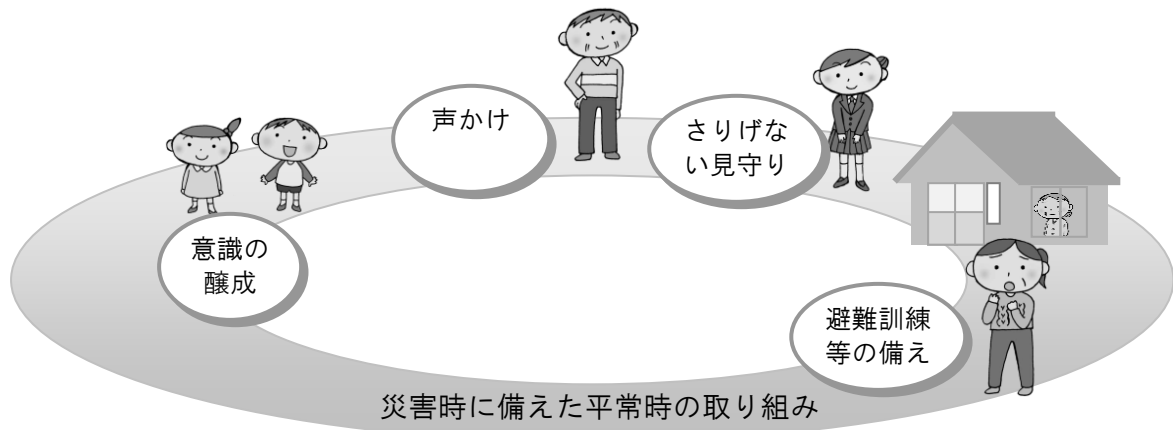 声かけ
さりげな
い見守り
意識の
醸成
避難訓練
等の備え
災害時に備えた平常時の取り組み